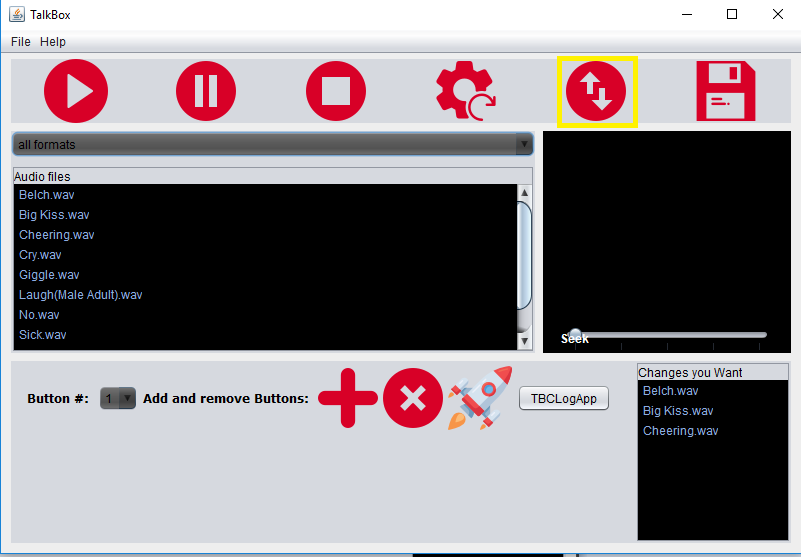 TalkBox
File Help
all formats
Audio files
Belch.wav
Big Kiss.wav
Cheering.wav
Cry.wav
Giggle.wav
Laugh(Male Adult).wav
No.wav
Sick.wav
Seek
Button #: 1 Add and remove Buttons: TBCLogApp
Changes you Want
Belch.wav
Big Kiss.wav
Cheering.wav